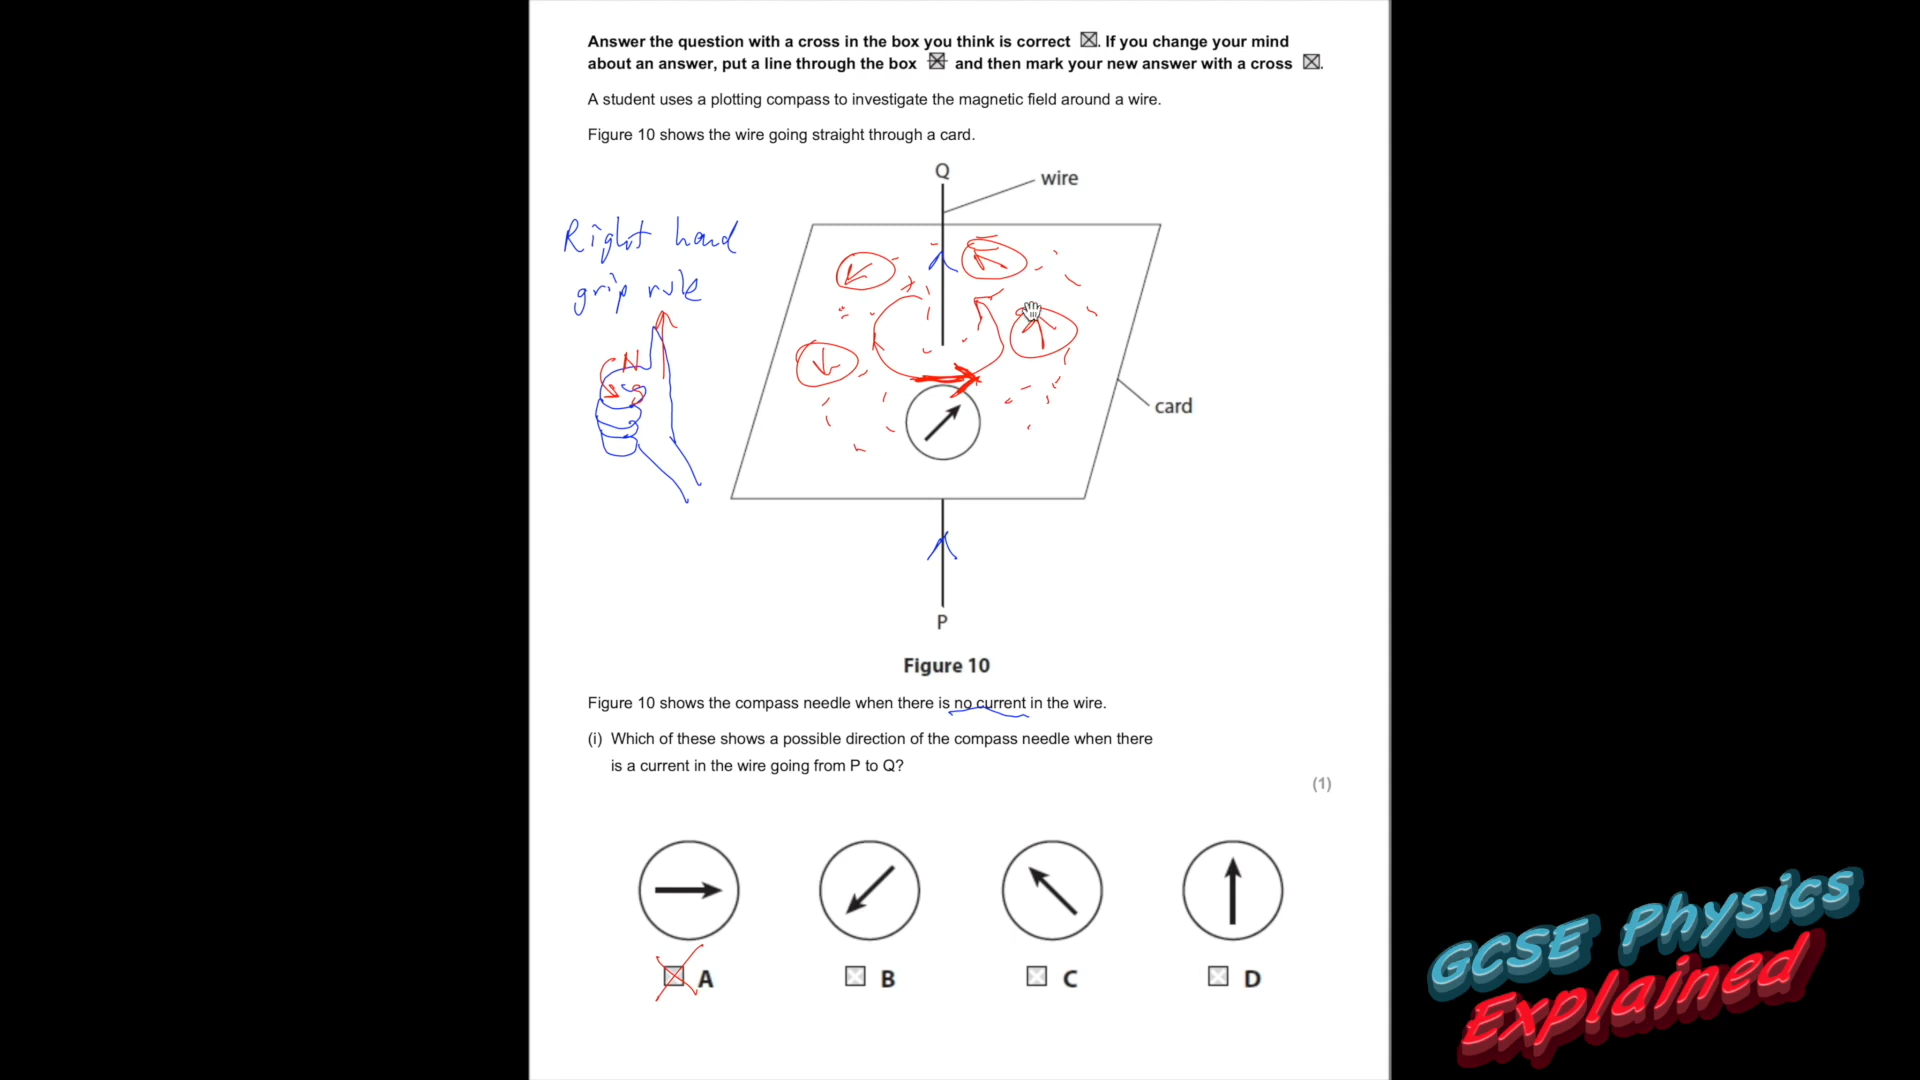 Answer the question with a cross in the box you think is correct ☒. If you change your mind
about an answer, put a line through the box ☒ and then mark your new answer with a cross ☒.
A student uses a plotting compass to investigate the magnetic field around a wire.
Figure 10 shows the wire going straight through a card.
Q
wire
Right hand
grip rule
N
S
card
P
Figure 10
Figure 10 shows the compass needle when there is no current in the wire.
(i) Which of these shows a possible direction of the compass needle when there
is a current in the wire going from P to Q?
(1)
A B C D
GCSE Physics
Explained